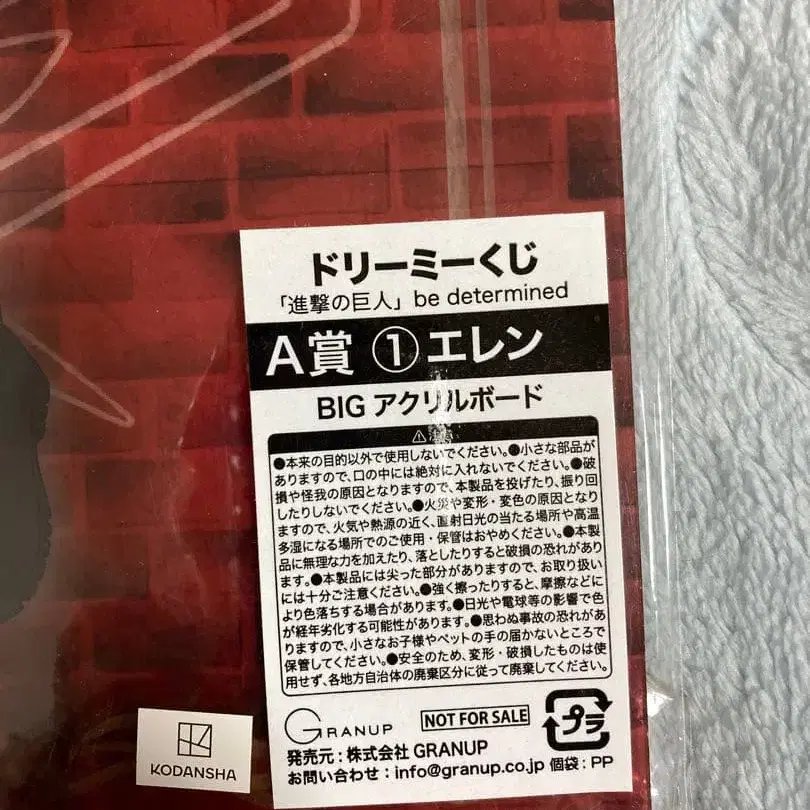 ドリーミーくじ
「進撃の巨人」be determined
A賞 ① エレン
BIG アクリルボード
⚠注意
●本来の目的以外で使用しないでください。●小さな部品が
ありますので、口の中には絶対に入れないでください。●破
損や怪我の原因となりますので、本製品を投げたり、振り回
したりしないでください。●火災や変形・変色の原因となり
ますので、火気や熱源の近く、直射日光の当たる場所や高温
多湿になる場所でのご使用・保管はおやめください。●本製
品に無理な力を加えたり、落としたりすると破損の恐れがあり
ます。●本製品には尖った部分がありますので、お取り扱い
には十分ご注意ください。●強く擦ったりすると、摩擦などに
より色落ちする場合があります。●日光や電球等の影響で色
が経年劣化する可能性があります。●思わぬ事故の恐れがあ
りますので、小さなお子様やペットの手の届かないところで
保管してください。●安全のため、変形・破損したものは使
用せず、各地方自治体の廃棄区分に従って廃棄してください。
GRANUP
NOT FOR SALE
プラ
発売元：株式会社 GRANUP
お問い合わせ：info@granup.co.jp 個袋：PP
KODANSHA